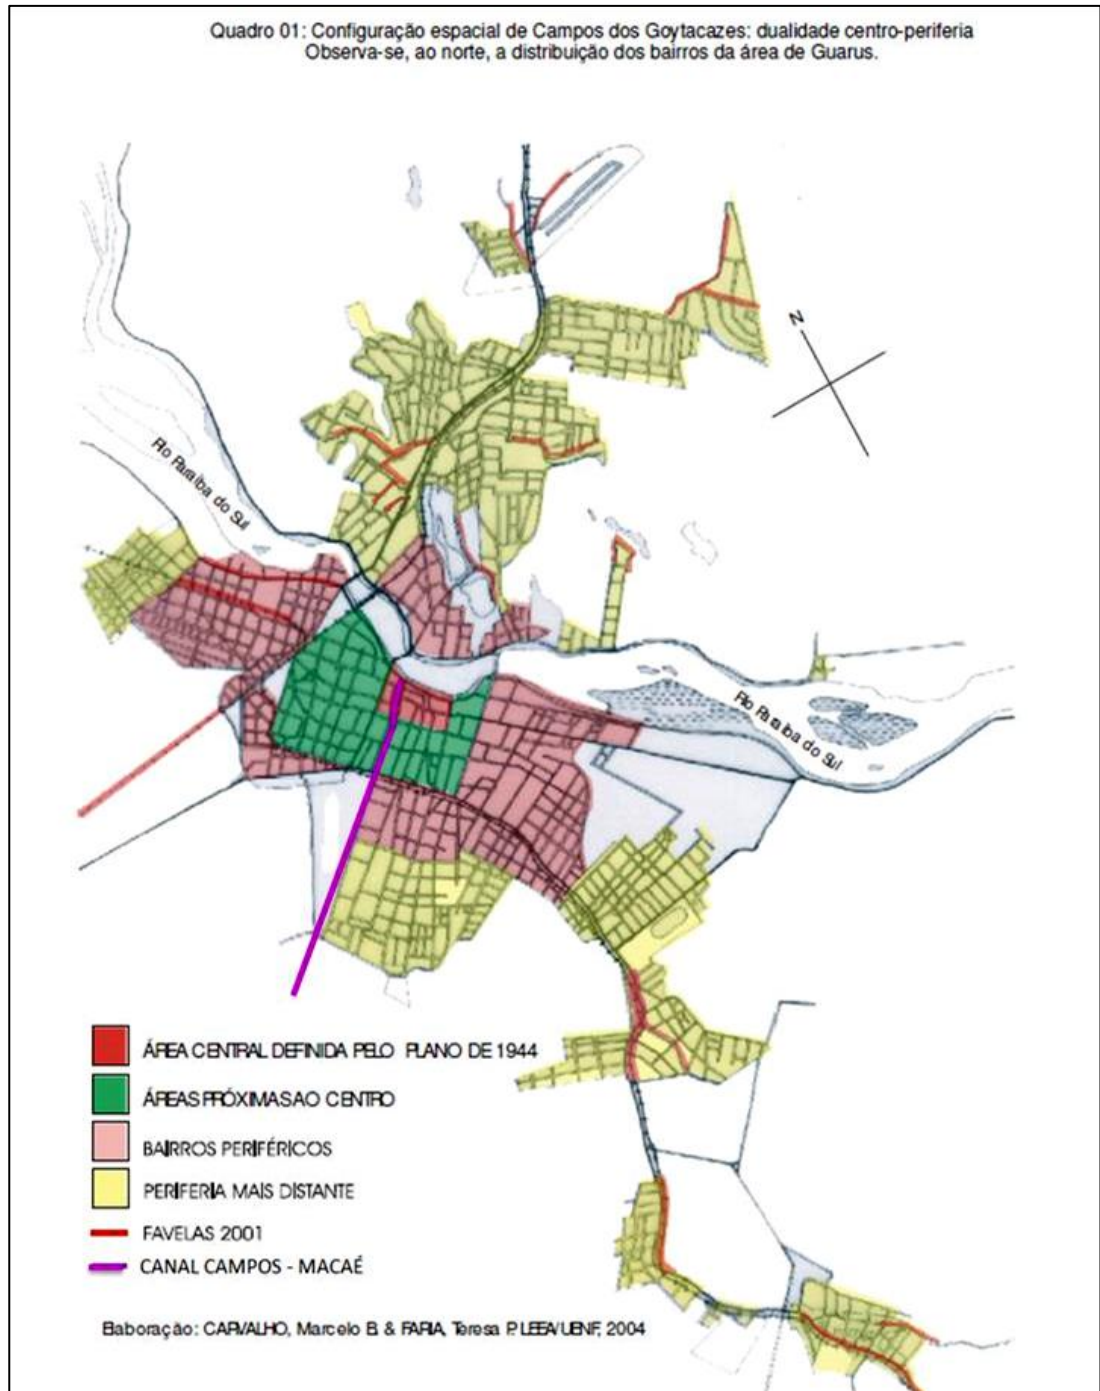 Quadro 01: Configuração espacial de Campos dos Goytacazes: dualidade centro-periferia
Observa-se, ao norte, a distribuição dos bairros da área de Guarus.
N
Rio Paraíba do Sul
Rio Paraíba do Sul
ÁREA CENTRAL DEFINIDA PELO PLANO DE 1944
ÁREAS PRÓXIMAS AO CENTRO
BAIRROS PERIFÉRICOS
PERIFERIA MAIS DISTANTE
FAVELAS 2001
CANAL CAMPOS - MACAÉ
Elaboração: CARVALHO, Marcelo B. & FARIA, Teresa P. LEEA/UENF, 2004